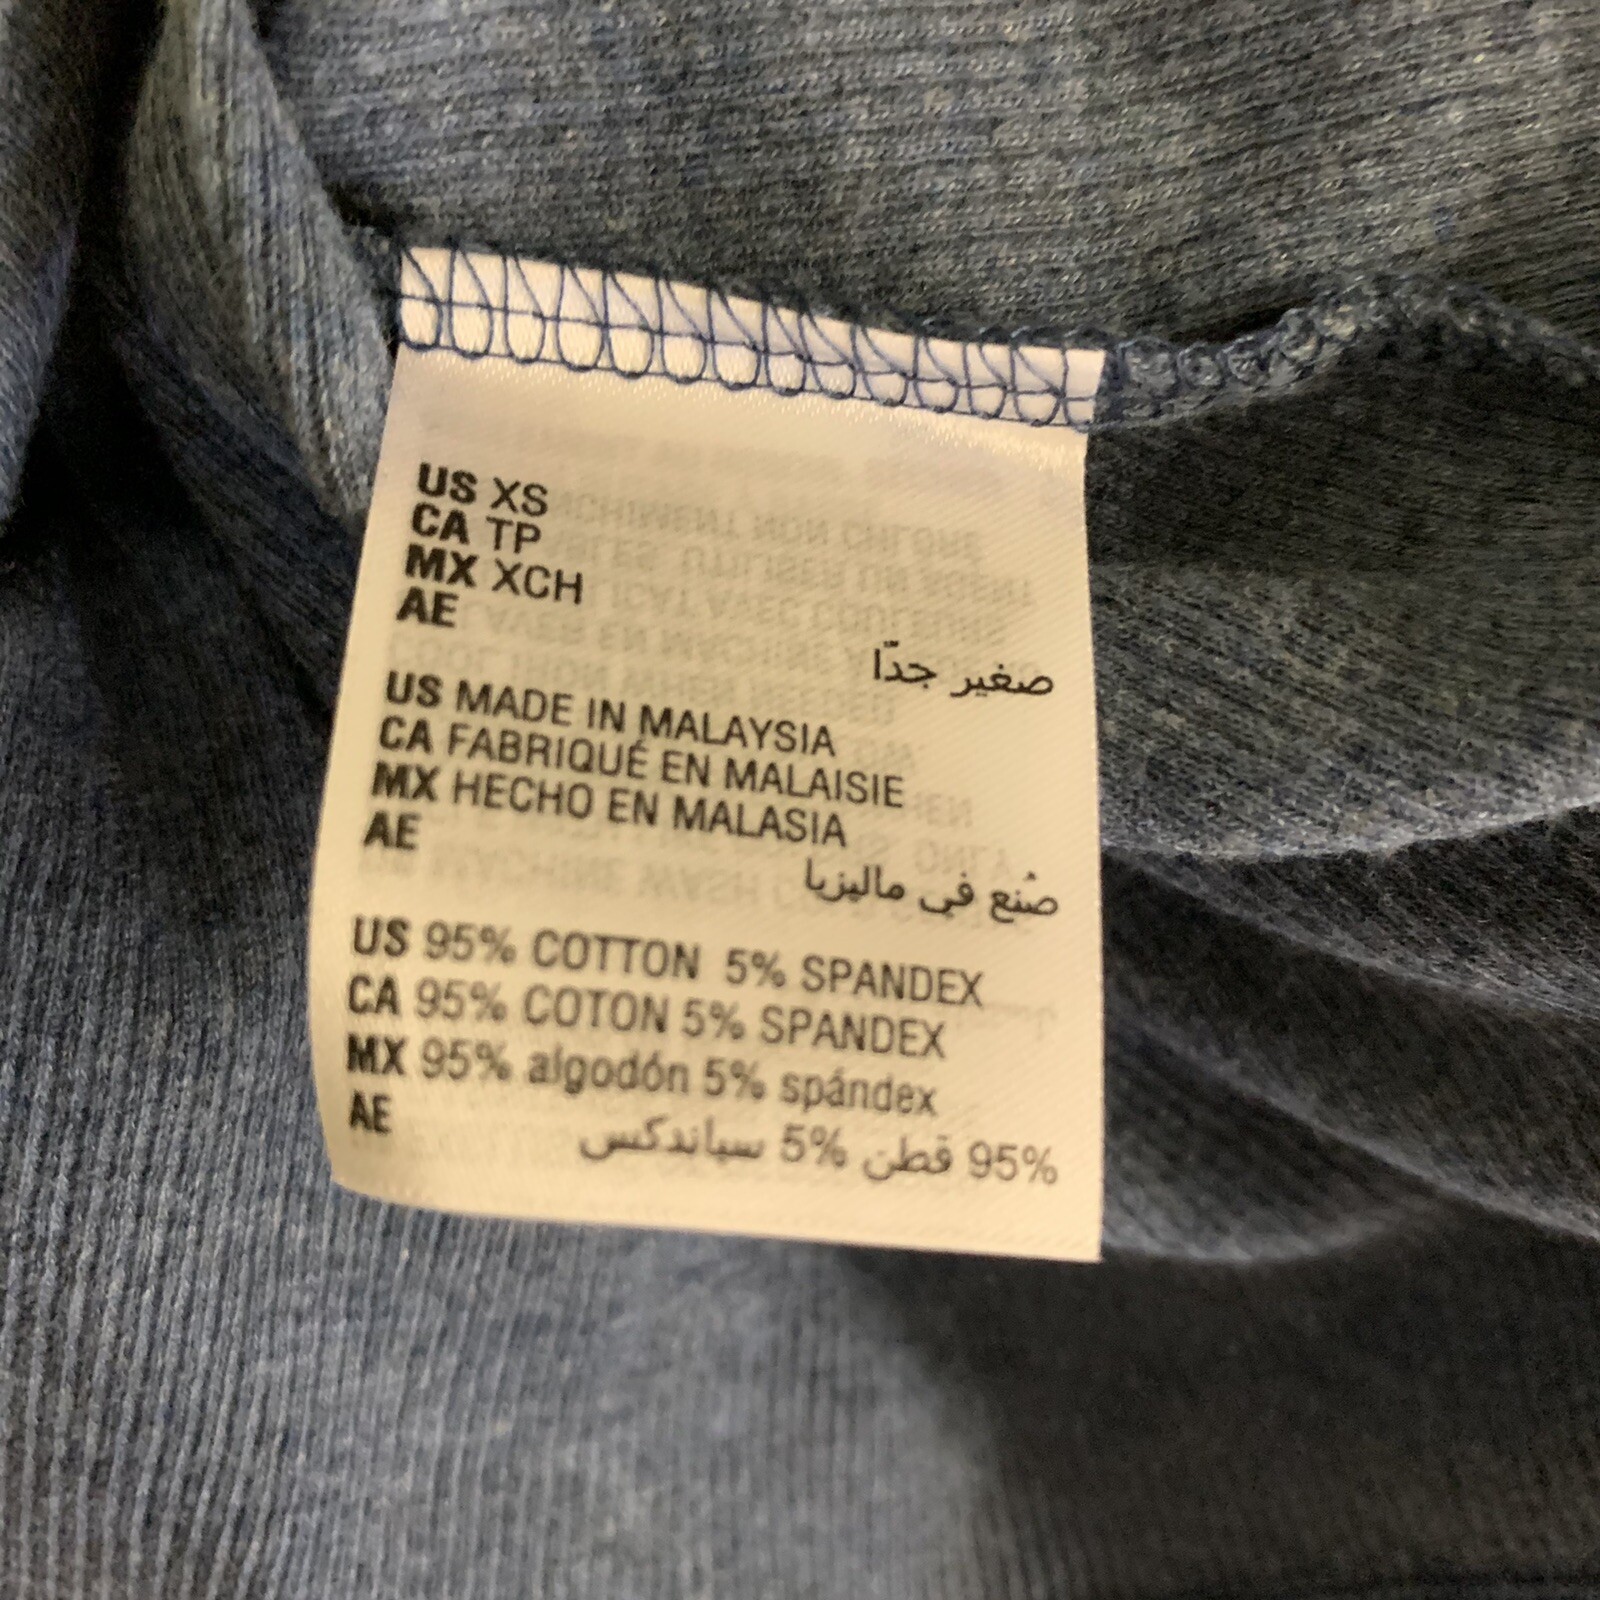 US XS
CA TP
MX XCH
AE
صغير جدّا
US MADE IN MALAYSIA
CA FABRIQUÉ EN MALAISIE
MX HECHO EN MALASIA
AE
صُنع في ماليزيا
US 95% COTTON 5% SPANDEX
CA 95% COTON 5% SPANDEX
MX 95% algodón 5% spándex
AE
95% قطن 5% سباندكس